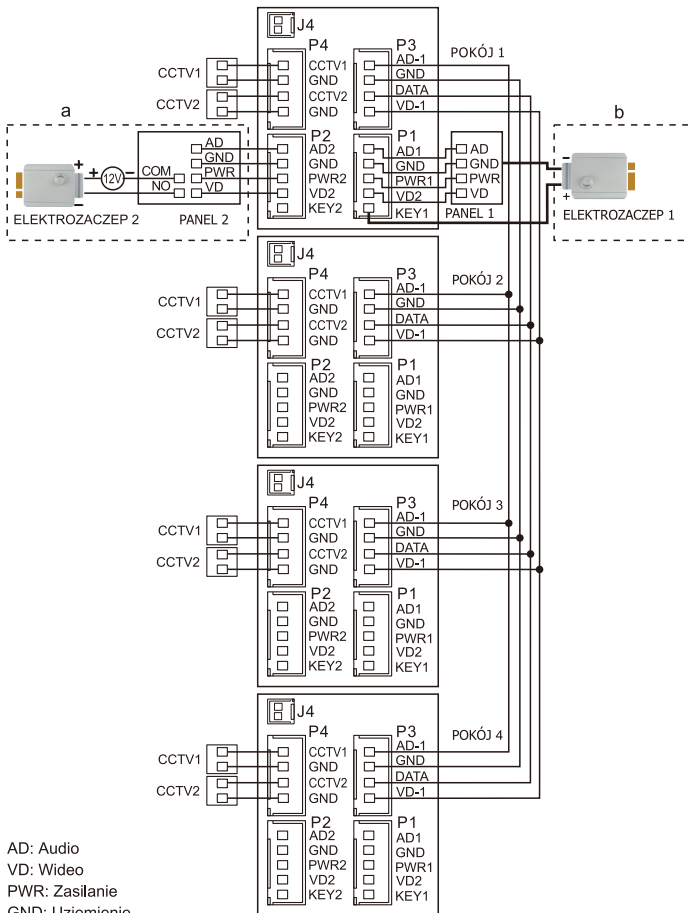 J4
P4
P3
POKÓJ 1
CCTV1
CCTV2
CCTV1
GND
CCTV2
GND
AD-1
GND
DATA
VD-1
a
b
P2
P1
AD
GND
PWR
VD
AD2
GND
PWR2
VD2
KEY2
AD1
GND
PWR1
VD2
KEY1
AD
GND
PWR
VD
+
−
+ 12V −
COM
NO
−
+
ELEKTROZACZEP 2
PANEL 2
PANEL 1
ELEKTROZACZEP 1
J4
P4
P3
POKÓJ 2
CCTV1
CCTV2
CCTV1
GND
CCTV2
GND
AD-1
GND
DATA
VD-1
P2
P1
AD2
GND
PWR2
VD2
KEY2
AD1
GND
PWR1
VD2
KEY1
J4
P4
P3
POKÓJ 3
CCTV1
CCTV2
CCTV1
GND
CCTV2
GND
AD-1
GND
DATA
VD-1
P2
P1
AD2
GND
PWR2
VD2
KEY2
AD1
GND
PWR1
VD2
KEY1
J4
P4
P3
POKÓJ 4
CCTV1
CCTV2
CCTV1
GND
CCTV2
GND
AD-1
GND
DATA
VD-1
P2
P1
AD2
GND
PWR2
VD2
KEY2
AD1
GND
PWR1
VD2
KEY1
AD: Audio
VD: Wideo
PWR: Zasilanie
GND: Uziemienie